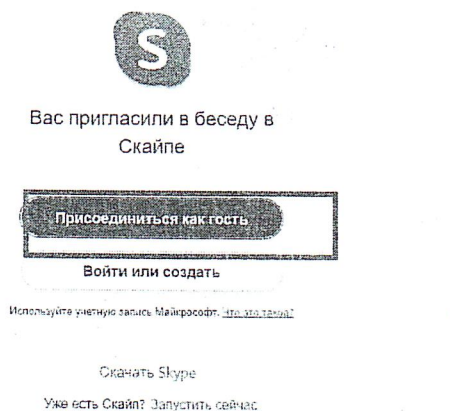 S
Вас пригласили в беседу в
Скайпе
Присоединиться как гость
Войти или создать
Используйте учетную запись Майкрософт. Что это такое?
Скачать Skype
Уже есть Скайп? Запустить сейчас